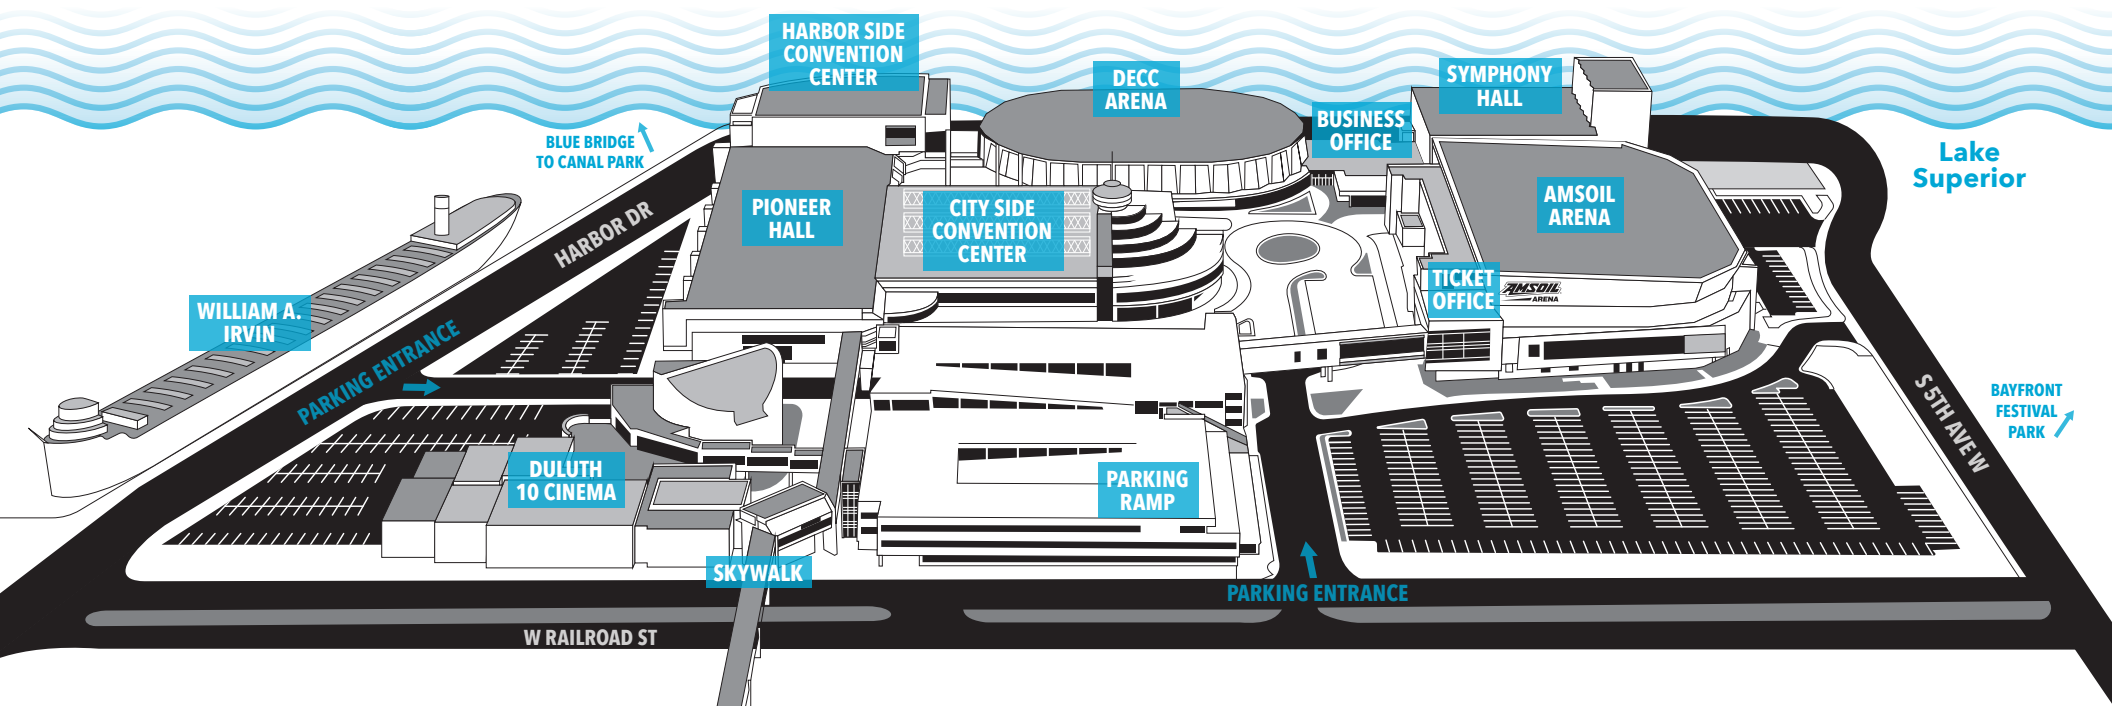 HARBOR SIDE
CONVENTION
CENTER
DECC
ARENA
SYMPHONY
HALL
BUSINESS
OFFICE
BLUE BRIDGE
TO CANAL PARK
Lake
Superior
PIONEER
HALL
CITY SIDE
CONVENTION
CENTER
AMSOIL
ARENA
HARBOR DR
TICKET
OFFICE
AMSOIL
ARENA
WILLIAM A.
IRVIN
PARKING ENTRANCE
S 5TH AVE W
BAYFRONT
FESTIVAL
PARK
DULUTH
10 CINEMA
PARKING
RAMP
SKYWALK
PARKING ENTRANCE
W RAILROAD ST